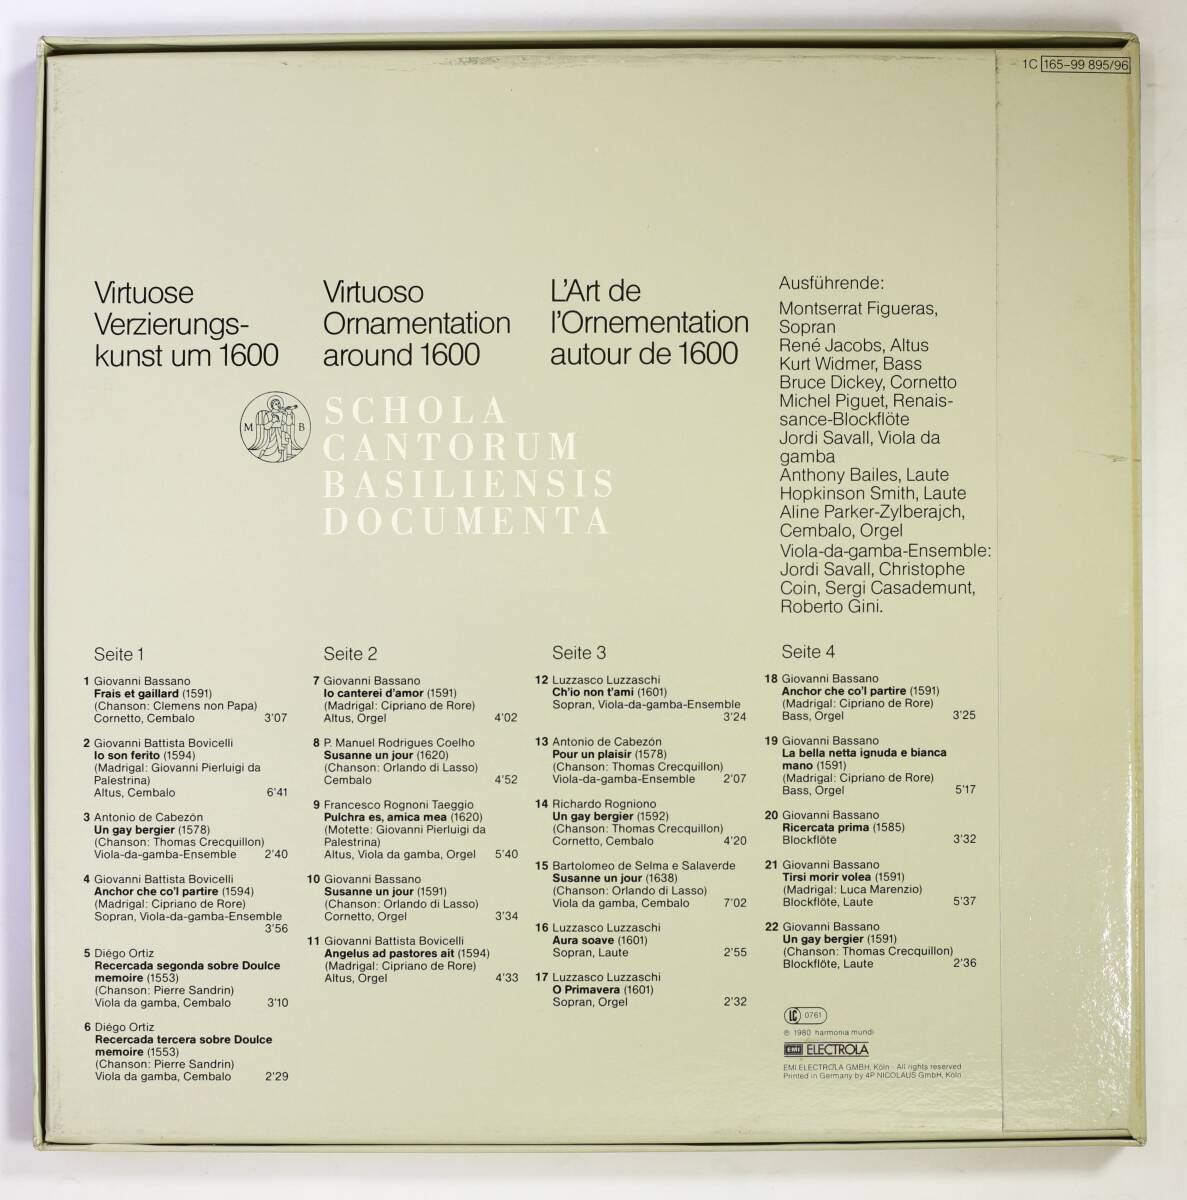 1C 165-99 895/96
Virtuose
Verzierungs-
kunst um 1600
Virtuoso
Ornamentation
around 1600
L'Art de
l'Ornementation
autour de 1600
M B
SCHOLA
CANTORUM
BASILIENSIS
DOCUMENTA
Ausführende:
Montserrat Figueras,
Sopran
René Jacobs, Altus
Kurt Widmer, Bass
Bruce Dickey, Cornetto
Michel Piguet, Renais-
sance-Blockflöte
Jordi Savall, Viola da
gamba
Anthony Bailes, Laute
Hopkinson Smith, Laute
Aline Parker-Zylberajch,
Cembalo, Orgel
Viola-da-gamba-Ensemble:
Jordi Savall, Christophe
Coin, Sergi Casademunt,
Roberto Gini.
Seite 1
1 Giovanni Bassano
Frais et gaillard (1591)
(Chanson: Clemens non Papa)
Cornetto, Cembalo 3'07
2 Giovanni Battista Bovicelli
Io son ferito (1594)
(Madrigal: Giovanni Pierluigi da
Palestrina)
Altus, Cembalo 6'41
3 Antonio de Cabezón
Un gay bergier (1578)
(Chanson: Thomas Crecquillon)
Viola-da-gamba-Ensemble 2'40
4 Giovanni Battista Bovicelli
Anchor che co'l partire (1594)
(Madrigal: Cipriano de Rore)
Sopran, Viola-da-gamba-Ensemble
3'56
5 Diégo Ortiz
Recercada segonda sobre Doulce
memoire (1553)
(Chanson: Pierre Sandrin)
Viola da gamba, Cembalo 3'10
6 Diégo Ortiz
Recercada tercera sobre Doulce
memoire (1553)
(Chanson: Pierre Sandrin)
Viola da gamba, Cembalo 2'29
Seite 2
7 Giovanni Bassano
Io canterei d'amor (1591)
(Madrigal: Cipriano de Rore)
Altus, Orgel 4'02
8 P. Manuel Rodrigues Coelho
Susanne un jour (1620)
(Chanson: Orlando di Lasso)
Cembalo 4'52
9 Francesco Rognoni Taeggio
Pulchra es, amica mea (1620)
(Motette: Giovanni Pierluigi da
Palestrina)
Altus, Viola da gamba, Orgel 5'40
10 Giovanni Bassano
Susanne un jour (1591)
(Chanson: Orlando di Lasso)
Cornetto, Orgel 3'34
11 Giovanni Battista Bovicelli
Angelus ad pastores ait (1594)
(Madrigal: Cipriano de Rore)
Altus, Orgel 4'33
Seite 3
12 Luzzasco Luzzaschi
Ch'io non t'ami (1601)
Sopran, Viola-da-gamba-Ensemble
3'24
13 Antonio de Cabezón
Pour un plaisir (1578)
(Chanson: Thomas Crecquillon)
Viola-da-gamba-Ensemble 2'07
14 Richardo Rogniono
Un gay bergier (1592)
(Chanson: Thomas Crecquillon)
Cornetto, Cembalo 4'20
15 Bartolomeo de Selma e Salaverde
Susanne un jour (1638)
(Chanson: Orlando di Lasso)
Viola da gamba, Cembalo 7'02
16 Luzzasco Luzzaschi
Aura soave (1601)
Sopran, Laute 2'55
17 Luzzasco Luzzaschi
O Primavera (1601)
Sopran, Orgel 2'32
Seite 4
18 Giovanni Bassano
Anchor che co'l partire (1591)
(Madrigal: Cipriano de Rore)
Bass, Orgel 3'25
19 Giovanni Bassano
La bella netta ignuda e bianca
mano (1591)
(Madrigal: Cipriano de Rore)
Bass, Orgel 5'17
20 Giovanni Bassano
Ricercata prima (1585)
Blockflöte 3'32
21 Giovanni Bassano
Tirsi morir volea (1591)
(Madrigal: Luca Marenzio)
Blockflöte, Laute 5'37
22 Giovanni Bassano
Un gay bergier (1591)
(Chanson: Thomas Crecquillon)
Blockflöte, Laute 2'36
LC 0761
℗ 1980 harmonia mundi
EMI ELECTROLA
EMI ELECTROLA GMBH, Köln · All rights reserved
Printed in Germany by 4P NICOLAUS GmbH, Köln